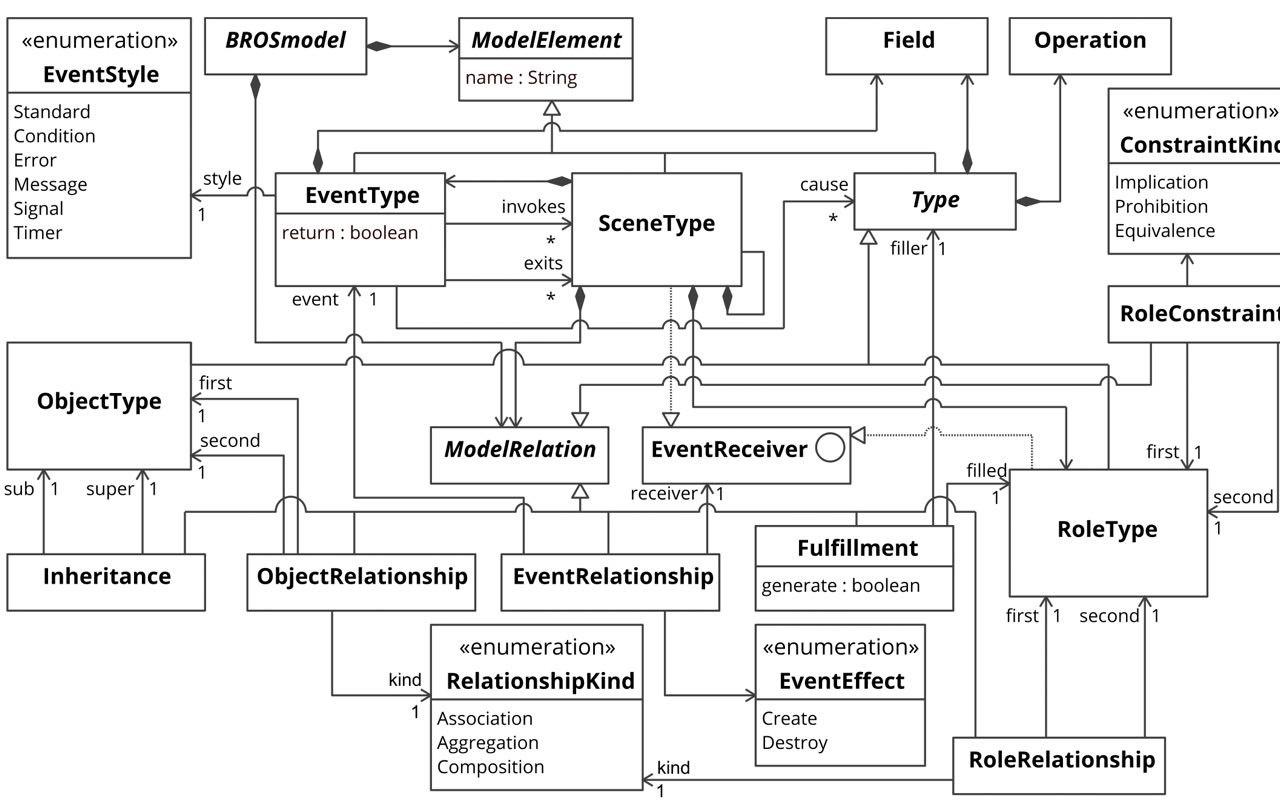 «enumeration»
EventStyle
Standard
Condition
Error
Message
Signal
Timer
BROSmodel
ModelElement
name : String
Field
Operation
«enumeration»
ConstraintKind
Implication
Prohibition
Equivalence
style
1
EventType
return : boolean
invokes
*
exits
*
SceneType
cause
*
Type
filler 1
event 1
RoleConstraint
ObjectType
first
1
second
1
sub 1
super 1
ModelRelation
EventReceiver
receiver 1
filled
1
first 1
second
1
RoleType
first 1
second 1
Inheritance
ObjectRelationship
EventRelationship
Fulfillment
generate : boolean
kind
1
«enumeration»
RelationshipKind
Association
Aggregation
Composition
«enumeration»
EventEffect
Create
Destroy
kind
1
RoleRelationship